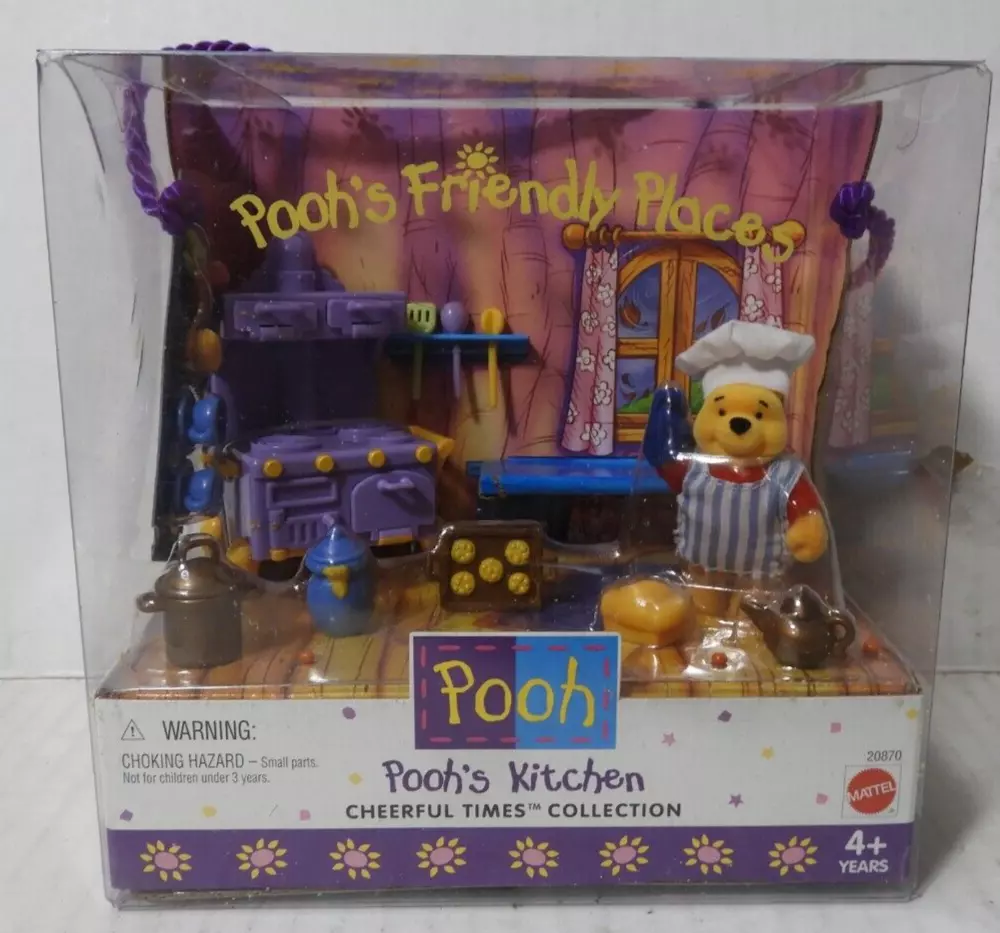 Pooh's Friendly Places
Pooh
WARNING:
CHOKING HAZARD – Small parts.
Not for children under 3 years.
Pooh's Kitchen
CHEERFUL TIMES™ COLLECTION
20870
MATTEL
4+
YEARS